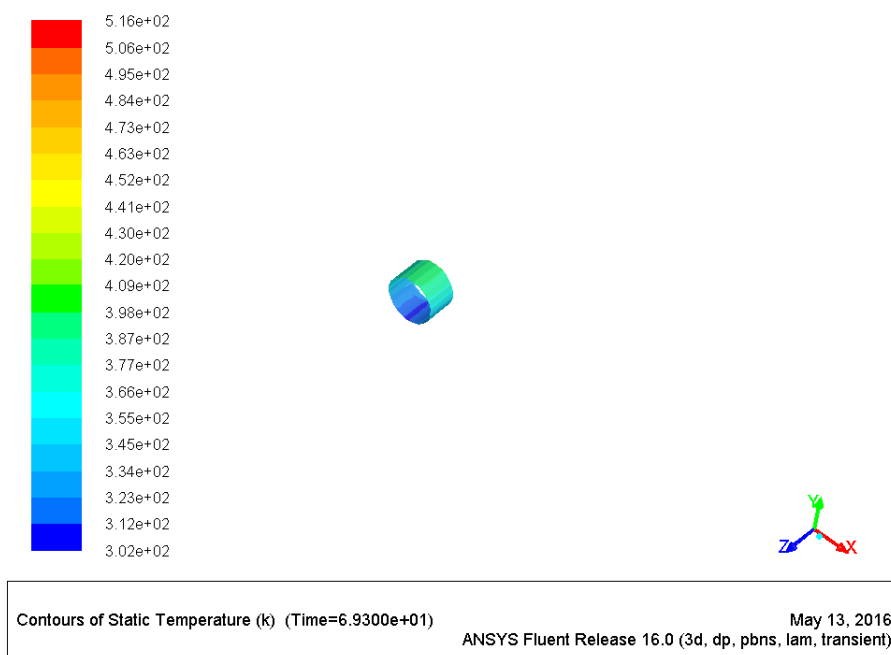 5.16e+02
5.06e+02
4.95e+02
4.84e+02
4.73e+02
4.63e+02
4.52e+02
4.41e+02
4.30e+02
4.20e+02
4.09e+02
3.98e+02
3.87e+02
3.77e+02
3.66e+02
3.55e+02
3.44e+02
3.34e+02
3.23e+02
3.12e+02
3.02e+02
Y
Z X
Contours of Static Temperature (k) (Time=6.9300e+01)
May 13, 2016
ANSYS Fluent Release 16.0 (3d, dp, pbns, lam, transient)